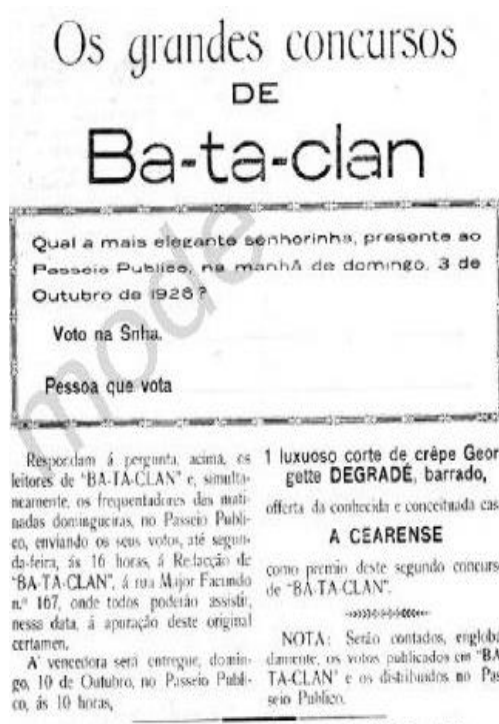 Os grandes concursos
DE
Ba-ta-clan
Qual a mais elegante senhorinha, presente ao
Passeio Publico, na manhã de domingo, 3 de
Outubro de 1926?
Voto na Snha.
Pessoa que vota
Respondam á pergunta, acima, os
leitores de "BA-TA-CLAN" e, simulta-
neamente, os frequentadores das mati-
nadas domingueiras, no Passeio Publi-
co, enviando os seus votos, até segun-
da-feira, ás 16 horas, á Redacção de
"BA-TA-CLAN", á rua Major Facundo
n.º 167, onde todos poderão assistir,
nessa data, á apuração deste original
certamen.
A' vencedora será entregue, domin-
go, 10 de Outubro, no Passeio Publi-
co, ás 10 horas,
1 luxuoso corte de crêpe Geor
gette DEGRADÉ, barrado,
offerta da conhecida e conceituada cas
A CEARENSE
como premio deste segundo concurs
de "BA-TA-CLAN".
NOTA: Serão contados, engloba
damente, os votos publicados em "BA
TA-CLAN" e os distribuidos no Pas
seio Publico.
mode